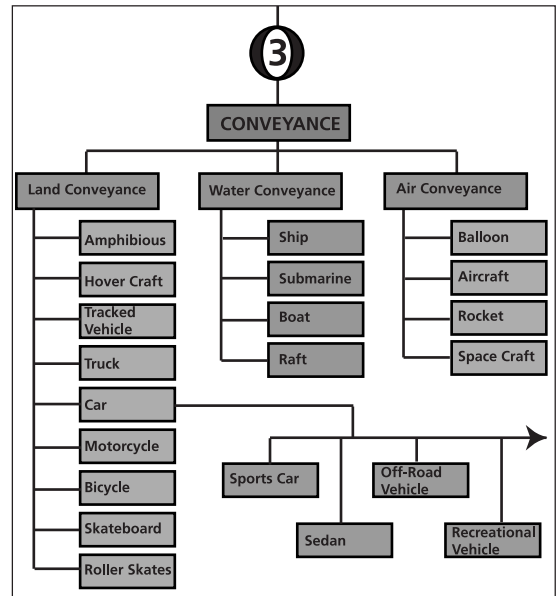 3
CONVEYANCE
Land Conveyance
Water Conveyance
Air Conveyance
Amphibious
Hover Craft
Tracked
Vehicle
Truck
Car
Motorcycle
Bicycle
Skateboard
Roller Skates
Ship
Submarine
Boat
Raft
Balloon
Aircraft
Rocket
Space Craft
Sports Car
Sedan
Off-Road
Vehicle
Recreational
Vehicle